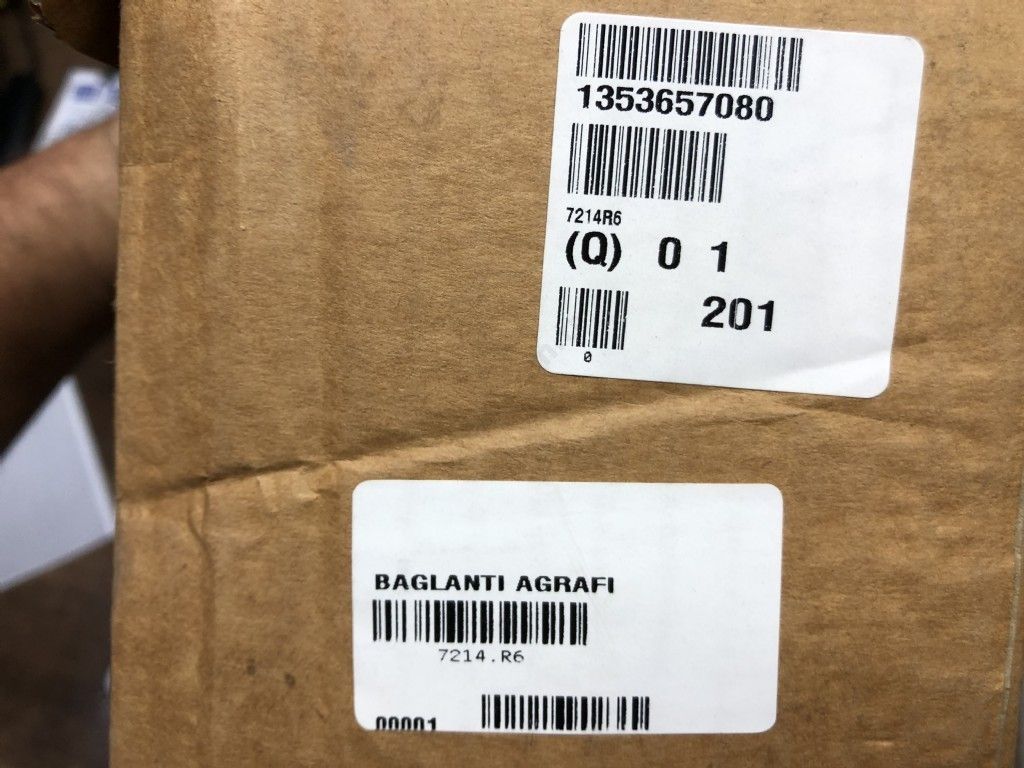 1353657080
7214R6
(Q) 0 1
201
0
BAGLANTI AGRAFI
7214.R6
00001